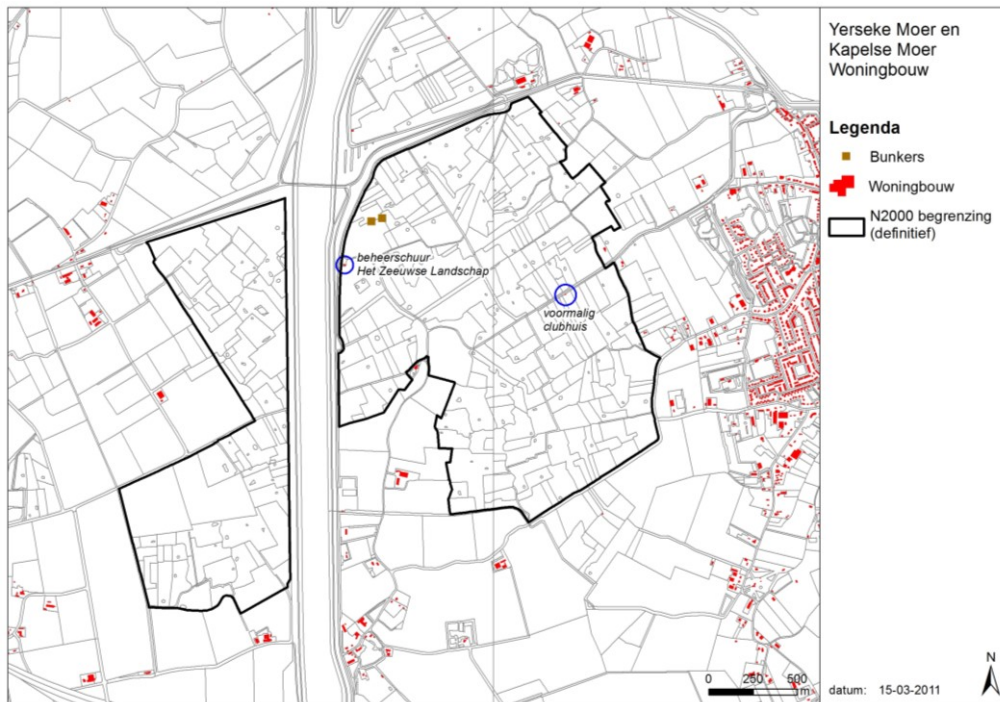 Yerseke Moer en
Kapelse Moer
Woningbouw
Legenda
Bunkers
Woningbouw
N2000 begrenzing
(definitief)
beheerschuur
Het Zeeuwse Landschap
voormalig
clubhuis
0 250 500
m
datum: 15-03-2011
N